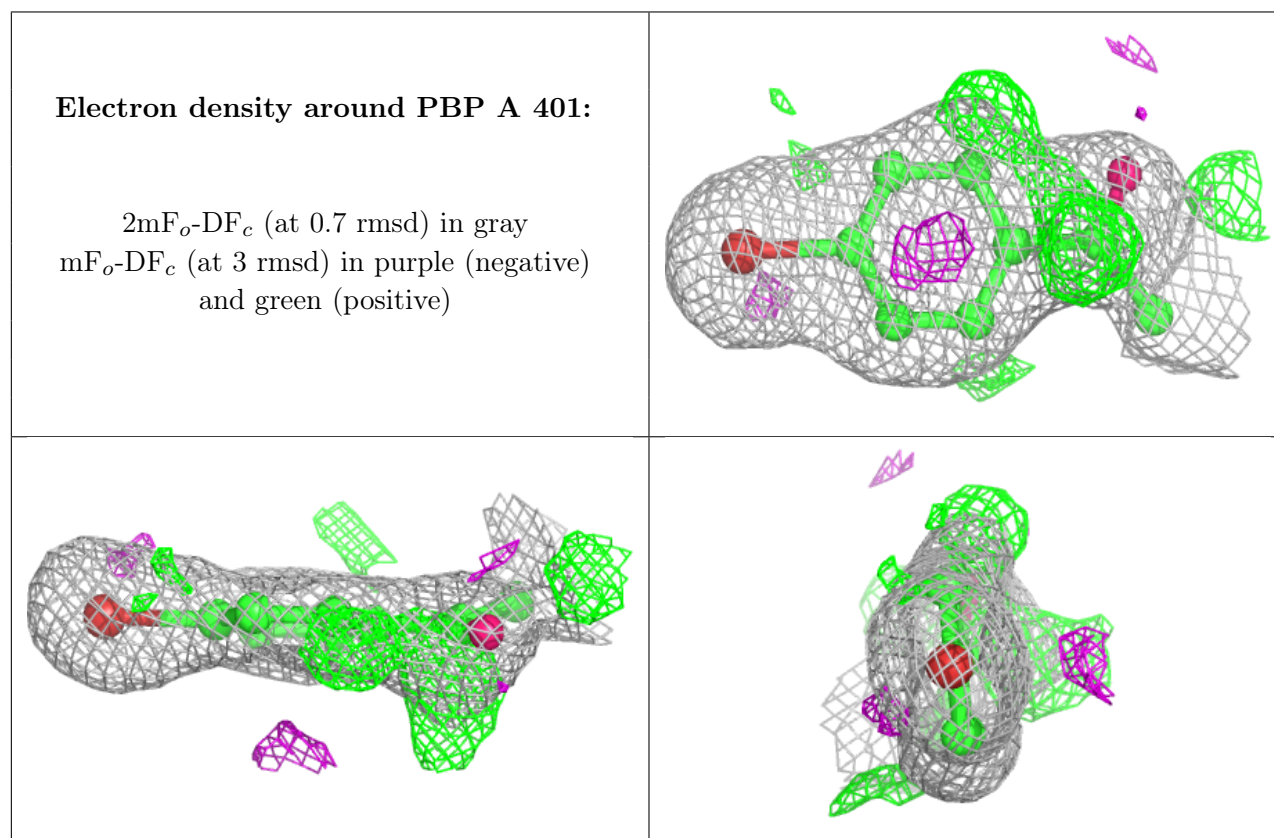 Electron density around PBP A 401:
2mFo-DFc (at 0.7 rmsd) in gray
mFo-DFc (at 3 rmsd) in purple (negative)
and green (positive)